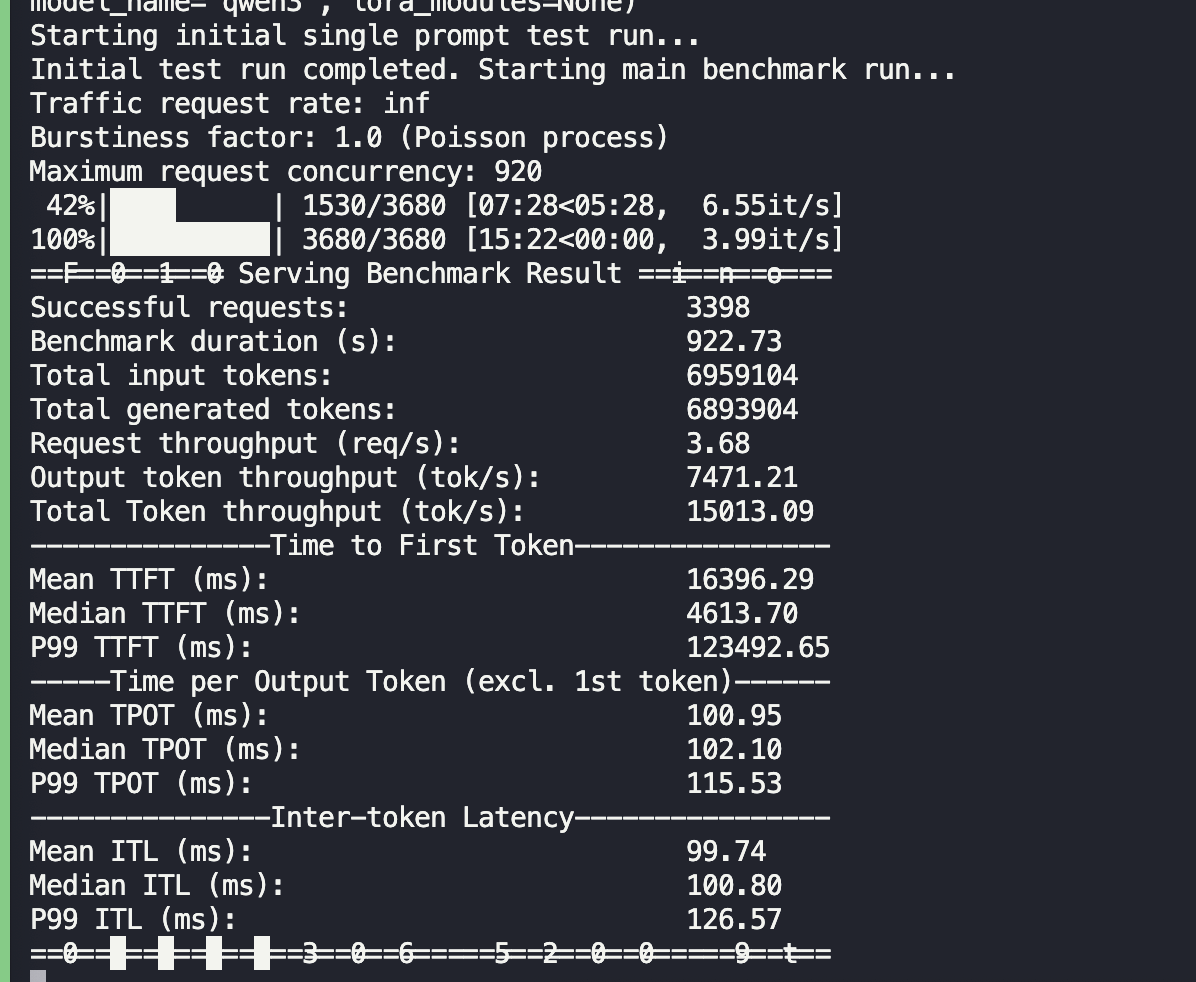 model_name='qwen3', lora_modules=None)
Starting initial single prompt test run...
Initial test run completed. Starting main benchmark run...
Traffic request rate: inf
Burstiness factor: 1.0 (Poisson process)
Maximum request concurrency: 920
42%| | 1530/3680 [07:28<05:28, 6.55it/s]
100%| | 3680/3680 [15:22<00:00, 3.99it/s]
==F==0==1==0= Serving Benchmark Result ==i==n==o===
Successful requests: 3398
Benchmark duration (s): 922.73
Total input tokens: 6959104
Total generated tokens: 6893904
Request throughput (req/s): 3.68
Output token throughput (tok/s): 7471.21
Total Token throughput (tok/s): 15013.09
---------------Time to First Token----------------
Mean TTFT (ms): 16396.29
Median TTFT (ms): 4613.70
P99 TTFT (ms): 123492.65
-----Time per Output Token (excl. 1st token)------
Mean TPOT (ms): 100.95
Median TPOT (ms): 102.10
P99 TPOT (ms): 115.53
---------------Inter-token Latency----------------
Mean ITL (ms): 99.74
Median ITL (ms): 100.80
P99 ITL (ms): 126.57
==0== == == == ==3==0==6=====5==2==0==0=====9==t==